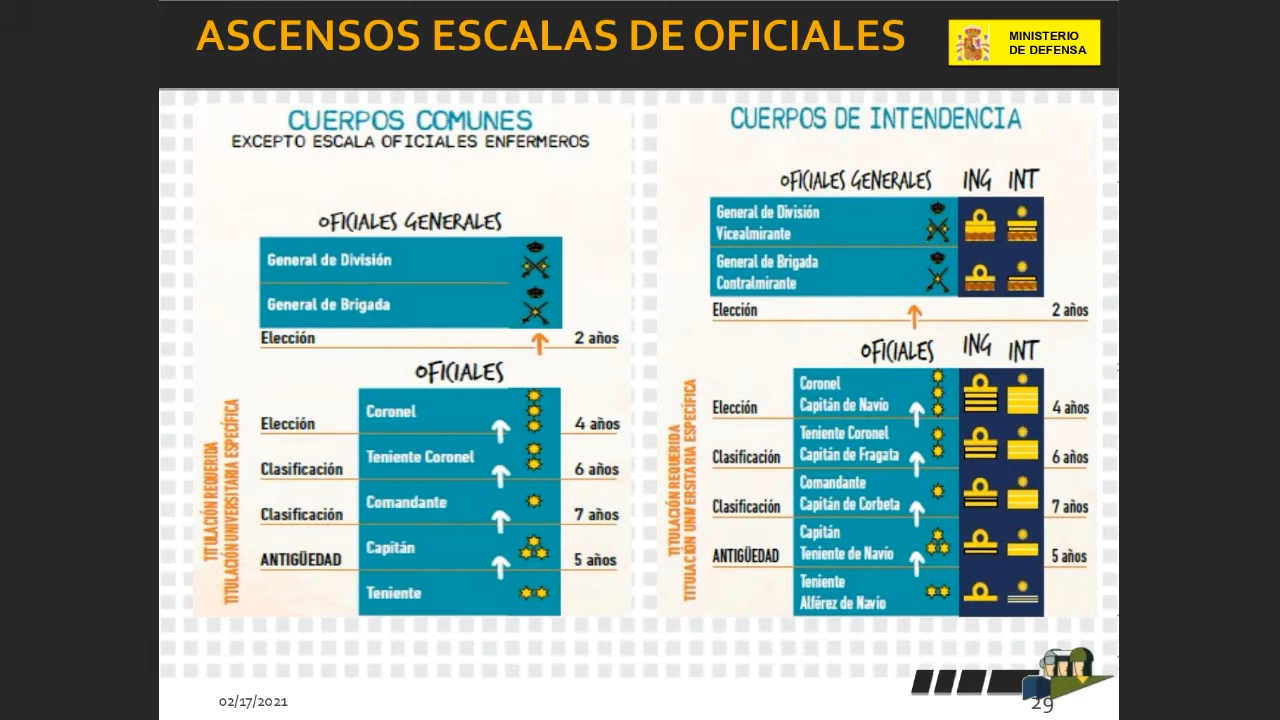 ASCENSOS ESCALAS DE OFICIALES
MINISTERIO
DE DEFENSA
CUERPOS COMUNES
EXCEPTO ESCALA OFICIALES ENFERMEROS
OFICIALES GENERALES
General de División
General de Brigada
Elección 2 años
OFICIALES
Coronel
Elección 4 años
Teniente Coronel
Clasificación 6 años
Comandante
Clasificación 7 años
Capitán
ANTIGÜEDAD 5 años
Teniente
TITULACIÓN REQUERIDA
TITULACIÓN UNIVERSITARIA ESPECÍFICA
CUERPOS DE INTENDENCIA
OFICIALES GENERALES ING INT
General de División
Vicealmirante
General de Brigada
Contralmirante
Elección 2 años
OFICIALES ING INT
Coronel
Capitán de Navío
Elección 4 años
Teniente Coronel
Capitán de Fragata
Clasificación 6 años
Comandante
Capitán de Corbeta
Clasificación 7 años
Capitán
Teniente de Navío
ANTIGÜEDAD 5 años
Teniente
Alférez de Navío
TITULACIÓN REQUERIDA
TITULACIÓN UNIVERSITARIA ESPECÍFICA
02/17/2021
29